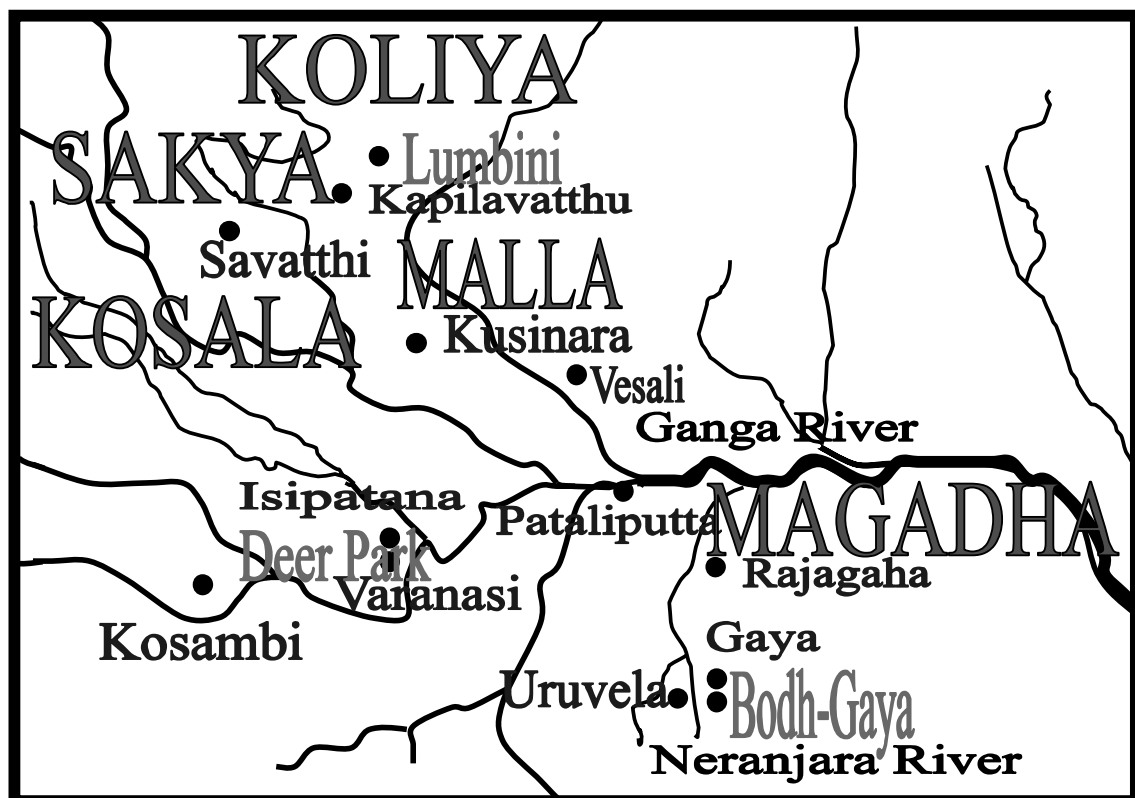 KOLIYA
SAKYA
Lumbini
Kapilavatthu
Savatthi
MALLA
KOSALA
Kusinara
Vesali
Ganga River
Isipatana
Pataliputta
MAGADHA
Deer Park
Varanasi
Rajagaha
Kosambi
Gaya
Uruvela
Bodh-Gaya
Neranjara River